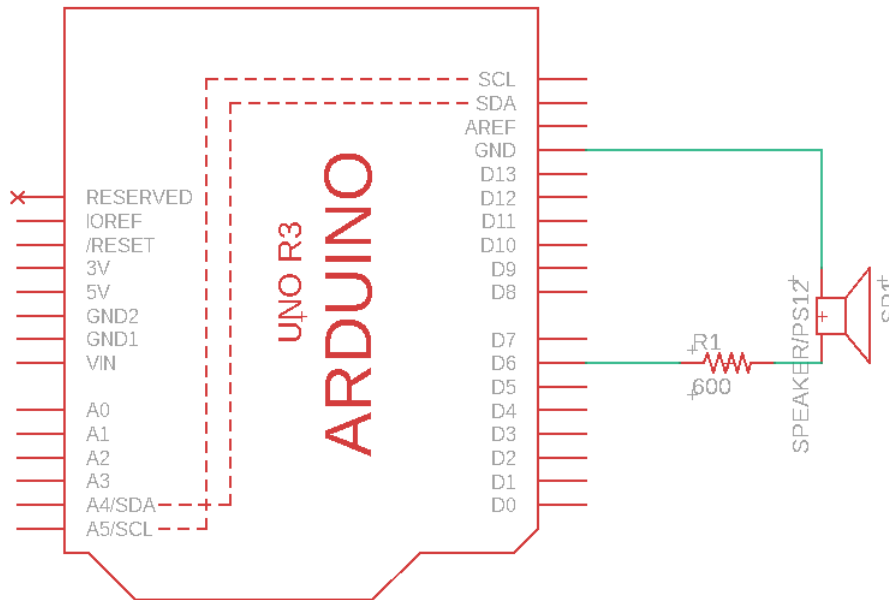 SCL
SDA
AREF
GND
D13
RESERVED
D12
IOREF
D11
/RESET
D10
3V
D9
5V
D8
GND2
GND1
D7
VIN
D6
D5
A0
D4
A1
D3
A2
D2
A3
D1
A4/SDA
D0
A5/SCL
UNO R3
ARDUINO
R1
600
SPEAKER/PS12
SP1